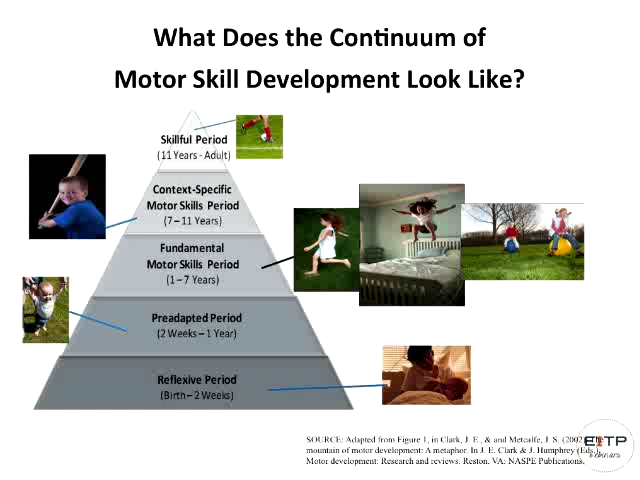 What Does the Continuum of
Motor Skill Development Look Like?
Skillful Period
(11 Years - Adult)
Context-Specific
Motor Skills Period
(7 – 11 Years)
Fundamental
Motor Skills Period
(1 – 7 Years)
Preadapted Period
(2 Weeks – 1 Year)
Reflexive Period
(Birth – 2 Weeks)
SOURCE: Adapted from Figure 1, in Clark, J. E., & and Metcalfe, J. S. (2002).
mountain of motor development: A metaphor. In J. E. Clark & J. Humphrey (Eds.),
Motor development: Research and reviews. Reston, VA: NASPE Publications.
ETTP
webinars